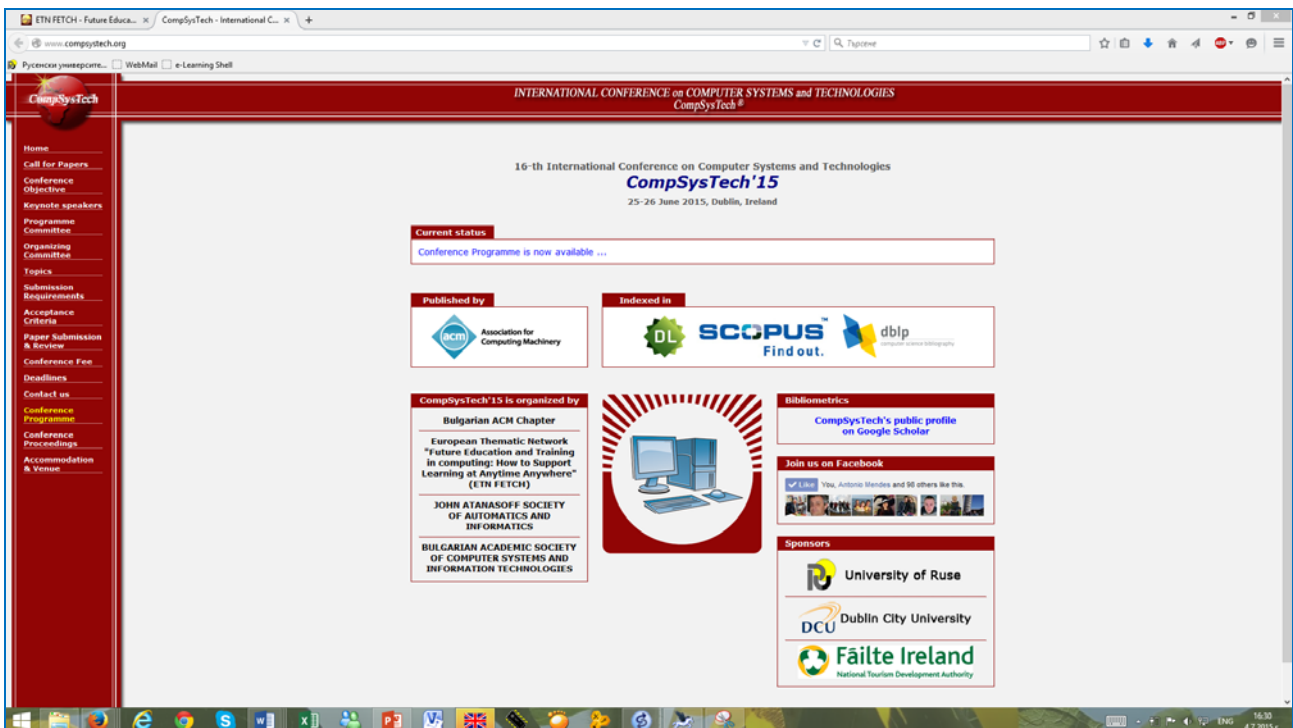 ETN FETCH - Future Educa... ×
CompSysTech - International C... ×
www.compsystech.org
Търсене
Русенски университе...
WebMail
e-Learning Shell
CompSysTech
INTERNATIONAL CONFERENCE on COMPUTER SYSTEMS and TECHNOLOGIES
CompSysTech ®
Home
Call for Papers
Conference
Objective
Keynote speakers
Programme
Committee
Organizing
Committee
Topics
Submission
Requirements
Acceptance
Criteria
Paper Submission
& Review
Conference Fee
Deadlines
Contact us
Conference
Programme
Conference
Proceedings
Accommodation
& Venue
16-th International Conference on Computer Systems and Technologies
CompSysTech'15
25-26 June 2015, Dublin, Ireland
Current status
Conference Programme is now available ...
Published by
acm
Association for
Computing Machinery
Indexed in
DL
SCOPUS™
Find out.
dblp
computer science bibliography
CompSysTech'15 is organized by
Bulgarian ACM Chapter
European Thematic Network
"Future Education and Training
in computing: How to Support
Learning at Anytime Anywhere"
(ETN FETCH)
JOHN ATANASOFF SOCIETY
OF AUTOMATICS AND
INFORMATICS
BULGARIAN ACADEMIC SOCIETY
OF COMPUTER SYSTEMS AND
INFORMATION TECHNOLOGIES
Bibliometrics
CompSysTech's public profile
on Google Scholar
Join us on Facebook
Like
You, Antonio Mendes and 98 others like this.
Sponsors
University of Ruse
DCU
Dublin City University
Fáilte Ireland
National Tourism Development Authority
ENG
16:30
4.7.2015 г.